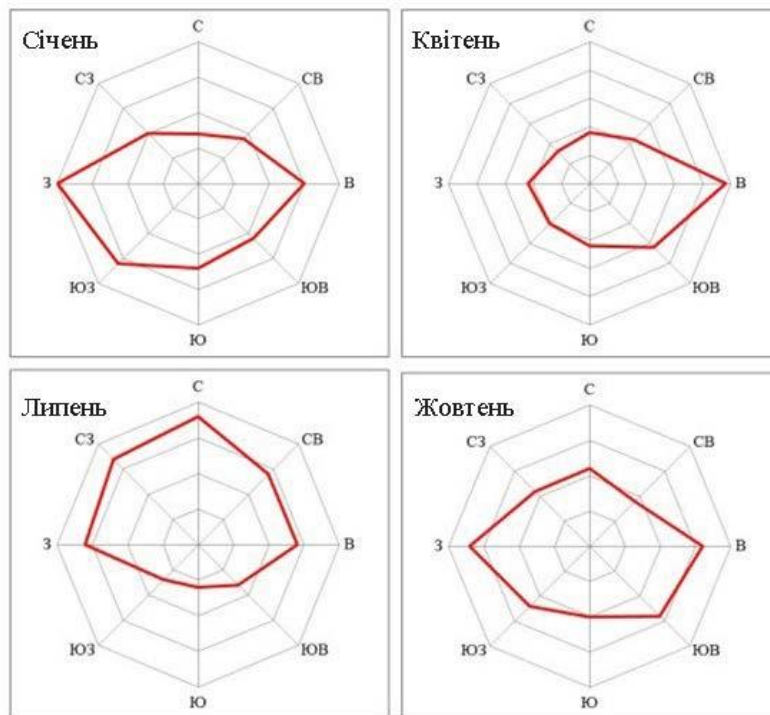 Січень
С
СВ
В
ЮВ
Ю
ЮЗ
З
СЗ
Квітень
С
СВ
В
ЮВ
Ю
ЮЗ
З
СЗ
Липень
С
СВ
В
ЮВ
Ю
ЮЗ
З
СЗ
Жовтень
С
СВ
В
ЮВ
Ю
ЮЗ
З
СЗ